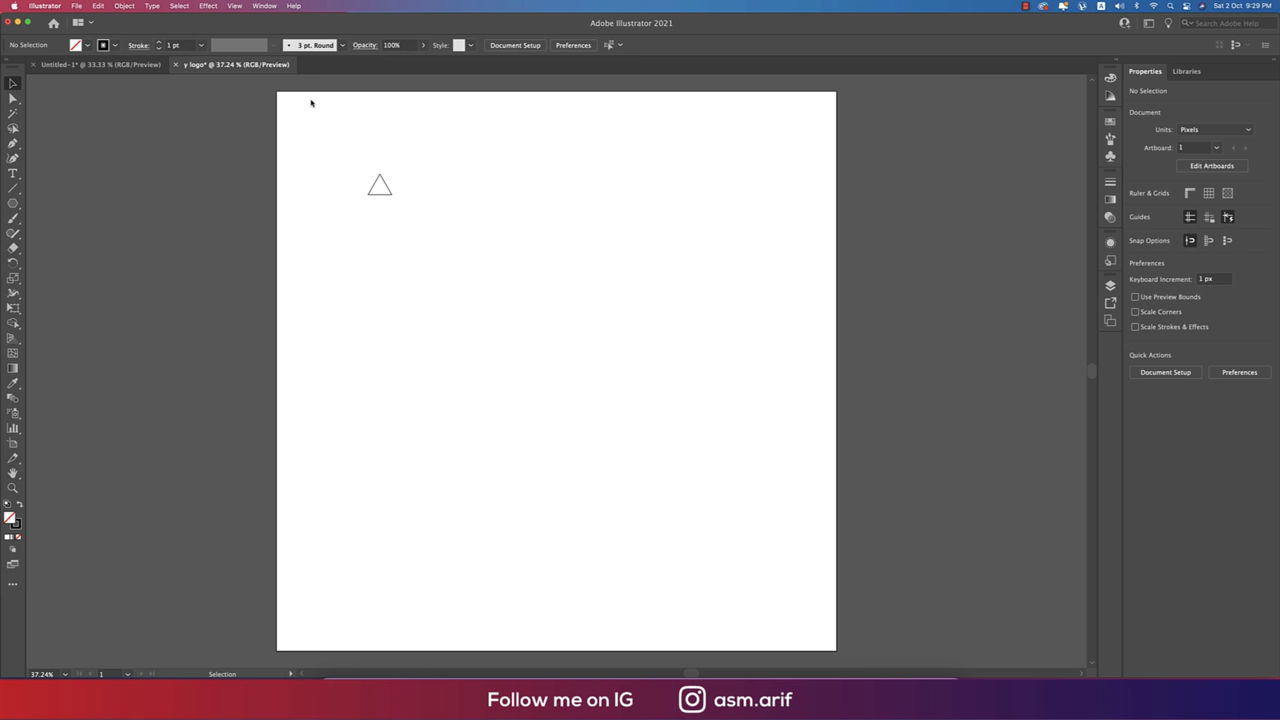 Illustrator File Edit Object Type Select Effect View Window Help
A Sat 2 Oct 9:29 PM
Adobe Illustrator 2021
Search Adobe Help
No Selection Stroke: 1 pt 3 pt. Round Opacity: 100% Style: Document Setup Preferences
Untitled-1* @ 33.33 % (RGB/Preview) y logo* @ 37.24 % (RGB/Preview)
Properties Libraries
No Selection
Document
Units: Pixels
Artboard: 1
Edit Artboards
Ruler & Grids
Guides
Snap Options
Preferences
Keyboard Increment: 1 px
Use Preview Bounds
Scale Corners
Scale Strokes & Effects
Quick Actions
Document Setup Preferences
37.24% 1 Selection
Follow me on IG asm.arif